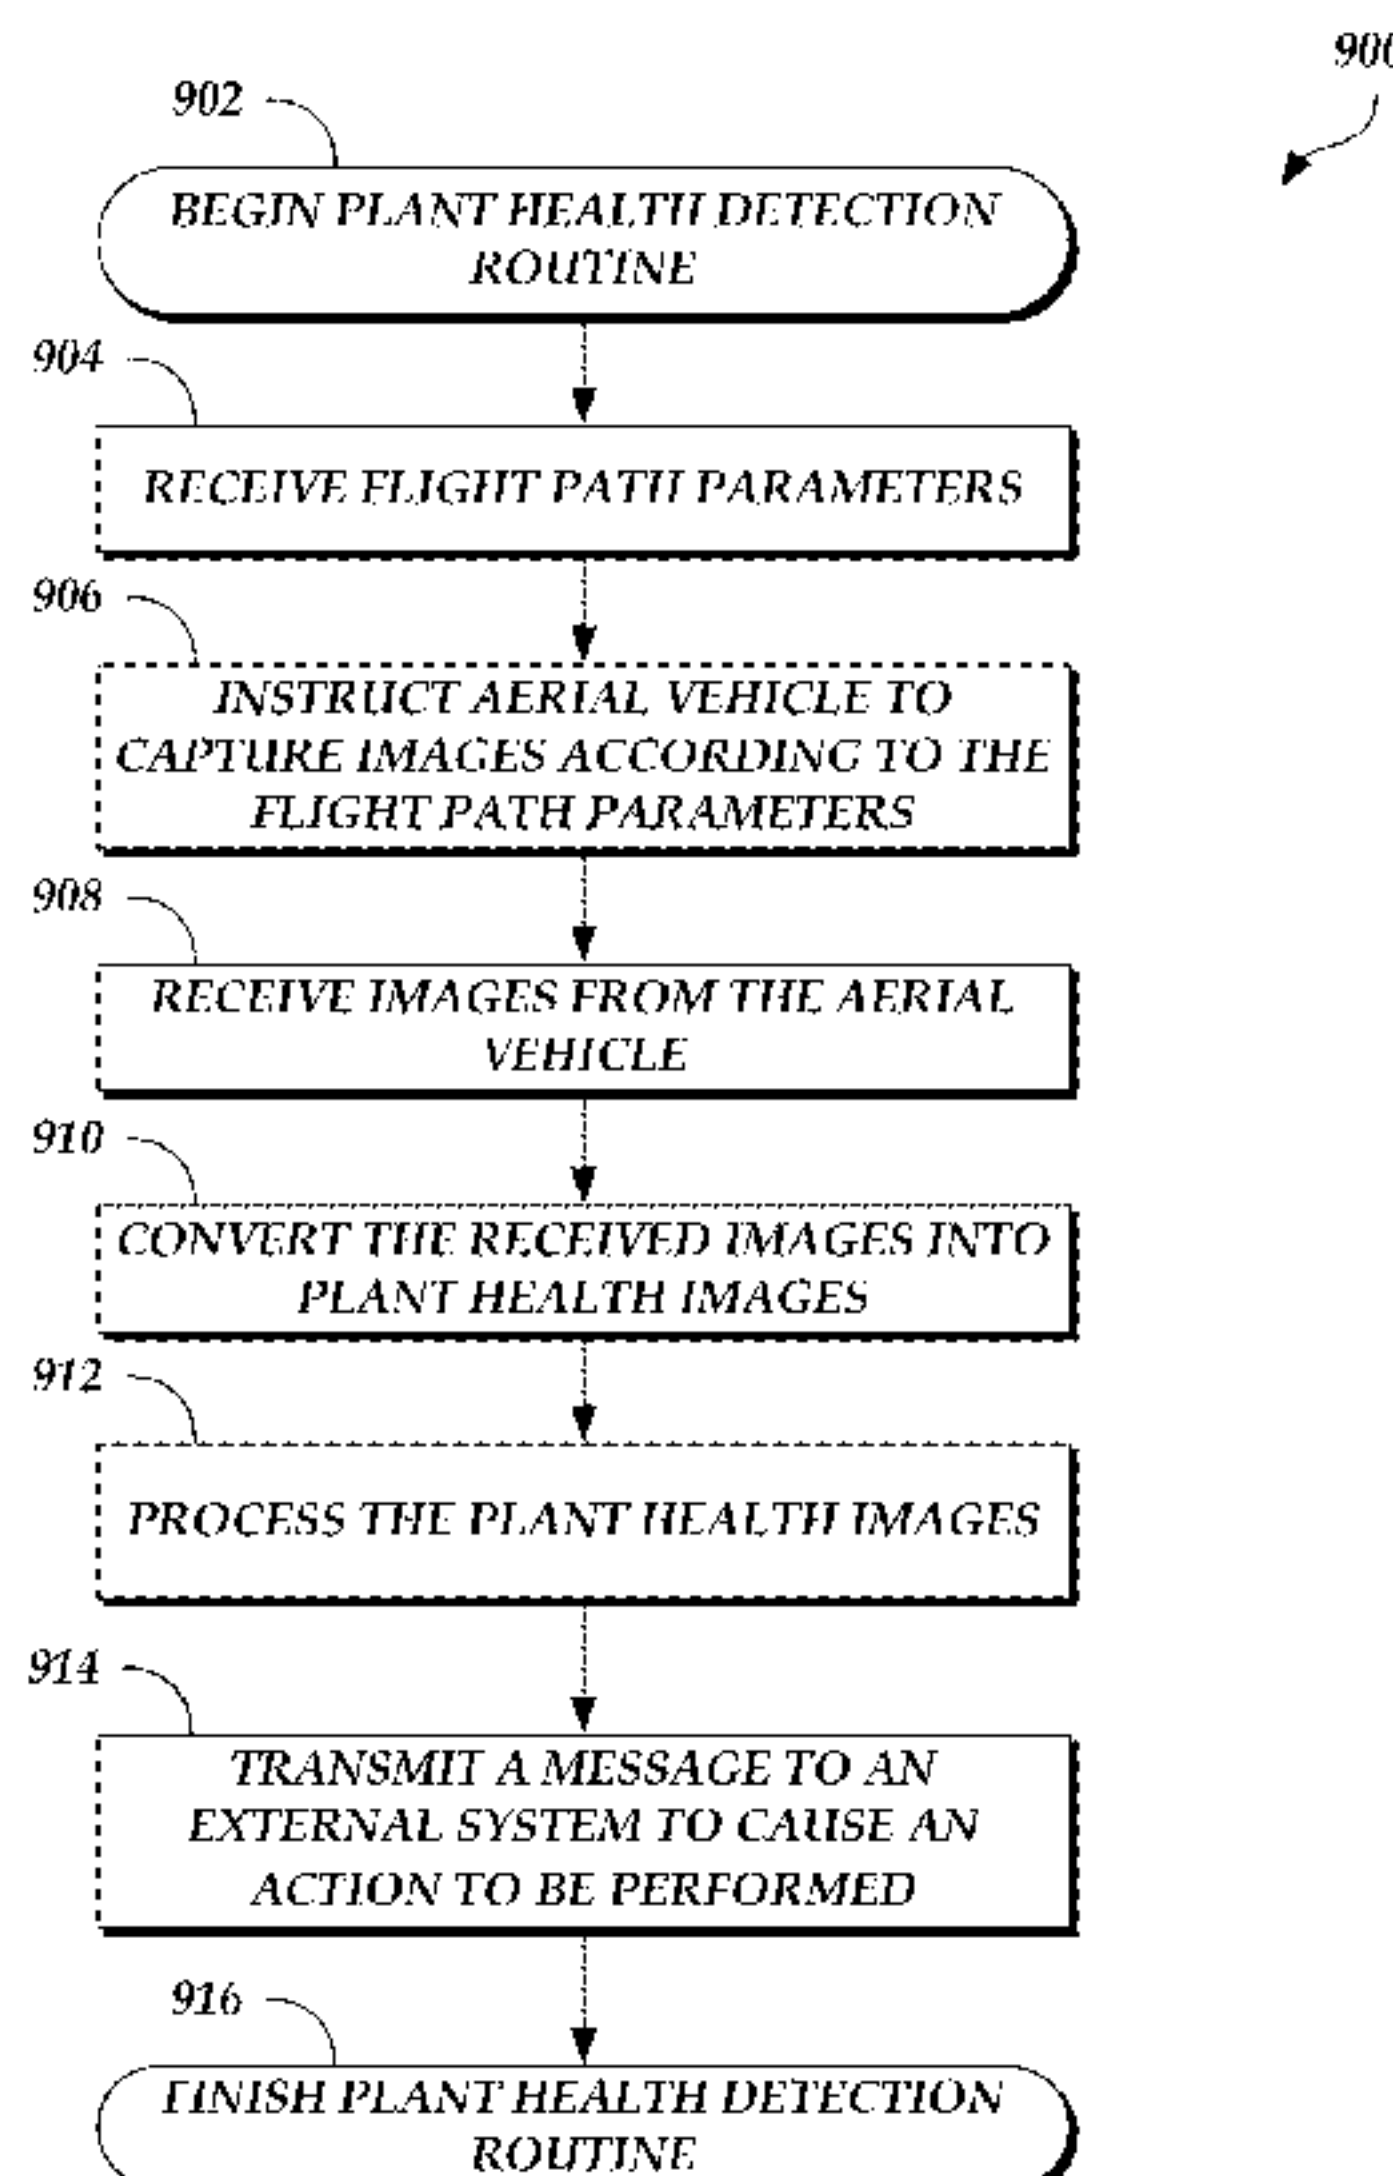 900
902
BEGIN PLANT HEALTH DETECTION
ROUTINE
904
RECEIVE FLIGHT PATH PARAMETERS
906
INSTRUCT AERIAL VEHICLE TO
CAPTURE IMAGES ACCORDING TO THE
FLIGHT PATH PARAMETERS
908
RECEIVE IMAGES FROM THE AERIAL
VEHICLE
910
CONVERT THE RECEIVED IMAGES INTO
PLANT HEALTH IMAGES
912
PROCESS THE PLANT HEALTH IMAGES
914
TRANSMIT A MESSAGE TO AN
EXTERNAL SYSTEM TO CAUSE AN
ACTION TO BE PERFORMED
916
FINISH PLANT HEALTH DETECTION
ROUTINE